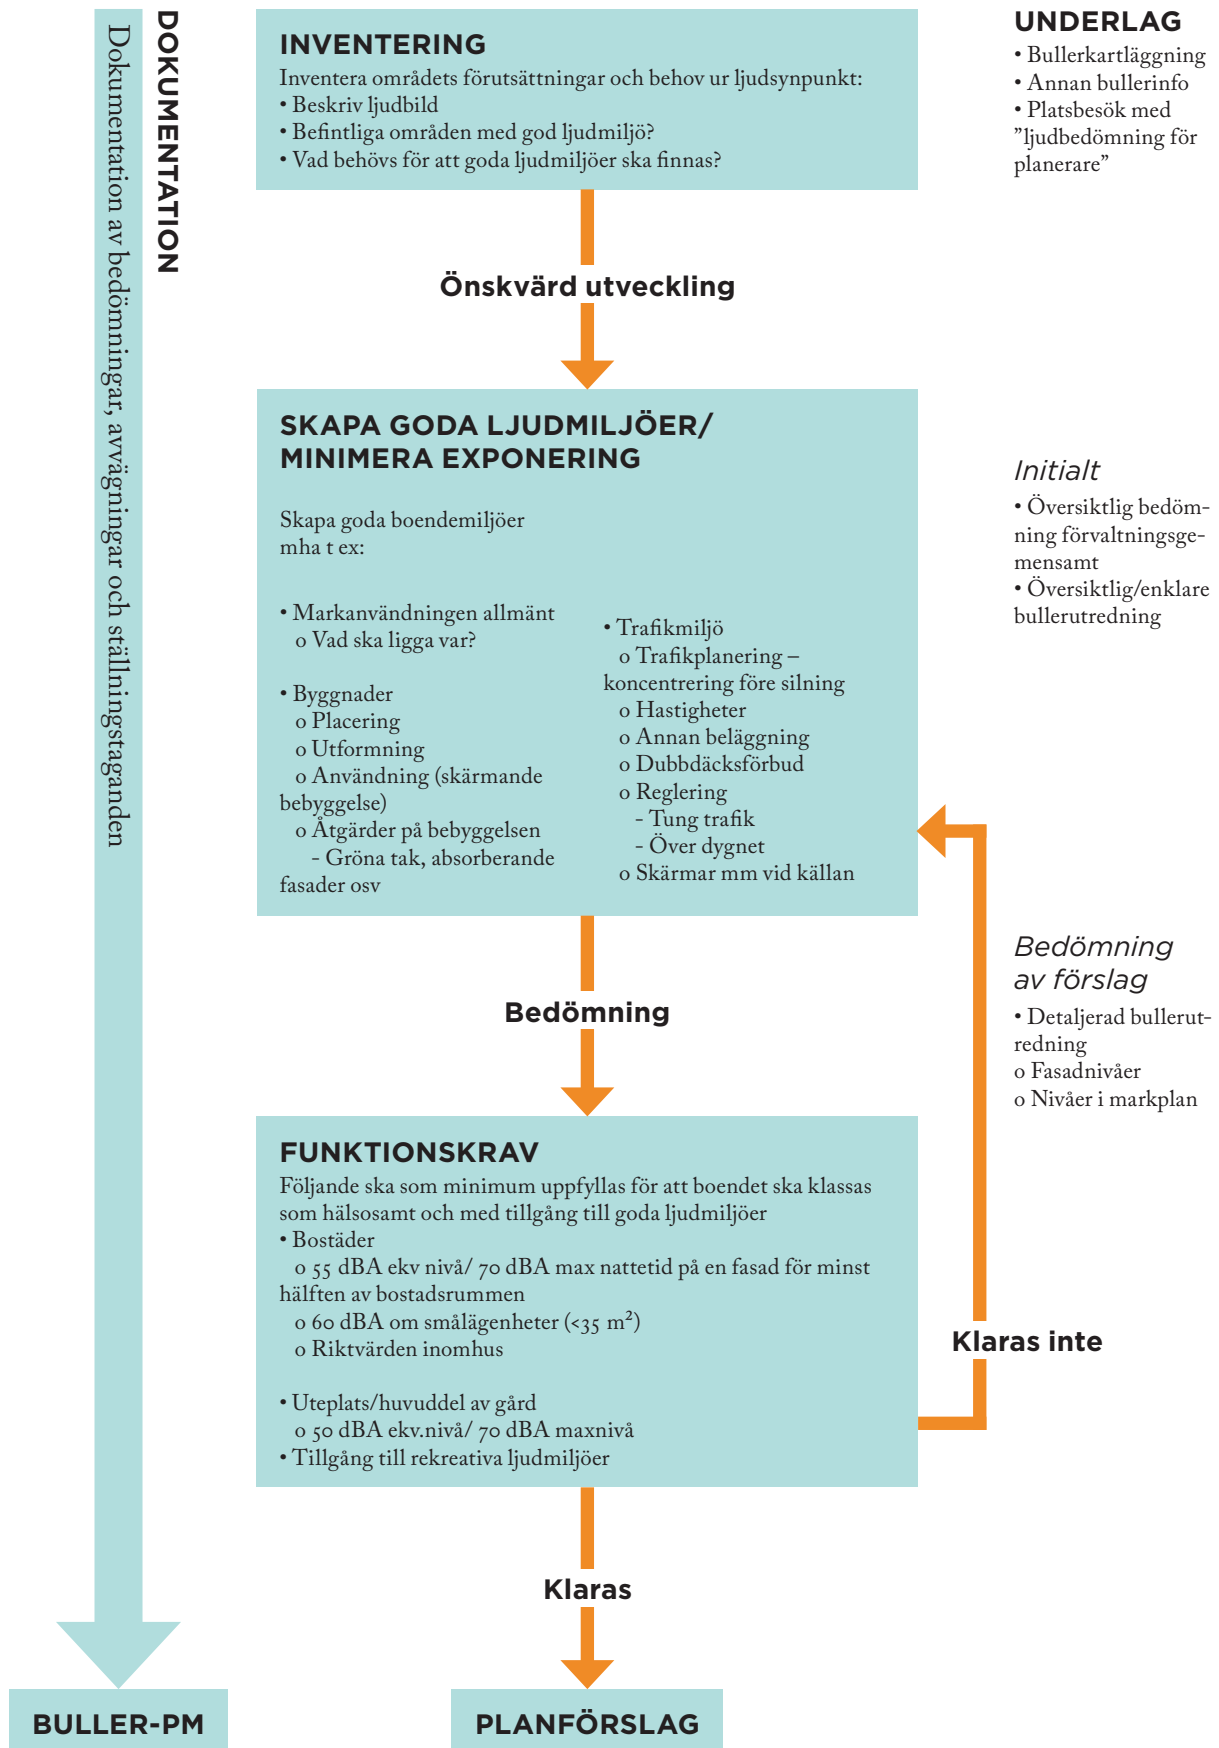 DOKUMENTATION
Dokumentation av bedömningar, avvägningar och ställningstaganden
INVENTERING
Inventera områdets förutsättningar och behov ur ljudsynpunkt:
• Beskriv ljudbild
• Befintliga områden med god ljudmiljö?
• Vad behövs för att goda ljudmiljöer ska finnas?
UNDERLAG
• Bullerkartläggning
• Annan bullerinfo
• Platsbesök med
”ljudbedömning för
planerare”
Önskvärd utveckling
SKAPA GODA LJUDMILJÖER/
MINIMERA EXPONERING
Skapa goda boendemiljöer
mha t ex:
• Markanvändningen allmänt
o Vad ska ligga var?
• Byggnader
o Placering
o Utformning
o Användning (skärmande
bebyggelse)
o Åtgärder på bebyggelsen
- Gröna tak, absorberande
fasader osv
• Trafikmiljö
o Trafikplanering –
koncentrering före silning
o Hastigheter
o Annan beläggning
o Dubbdäcksförbud
o Reglering
- Tung trafik
- Över dygnet
o Skärmar mm vid källan
Initialt
• Översiktlig bedöm-
ning förvaltningsge-
mensamt
• Översiktlig/enklare
bullerutredning
Bedömning
av förslag
• Detaljerad bullerut-
redning
o Fasadnivåer
o Nivåer i markplan
Bedömning
FUNKTIONSKRAV
Följande ska som minimum uppfyllas för att boendet ska klassas
som hälsosamt och med tillgång till goda ljudmiljöer
• Bostäder
o 55 dBA ekv nivå/ 70 dBA max nattetid på en fasad för minst
hälften av bostadsrummen
o 60 dBA om smålägenheter (<35 m²)
o Riktvärden inomhus
• Uteplats/huvuddel av gård
o 50 dBA ekv.nivå/ 70 dBA maxnivå
• Tillgång till rekreativa ljudmiljöer
Klaras inte
Klaras
BULLER-PM
PLANFÖRSLAG